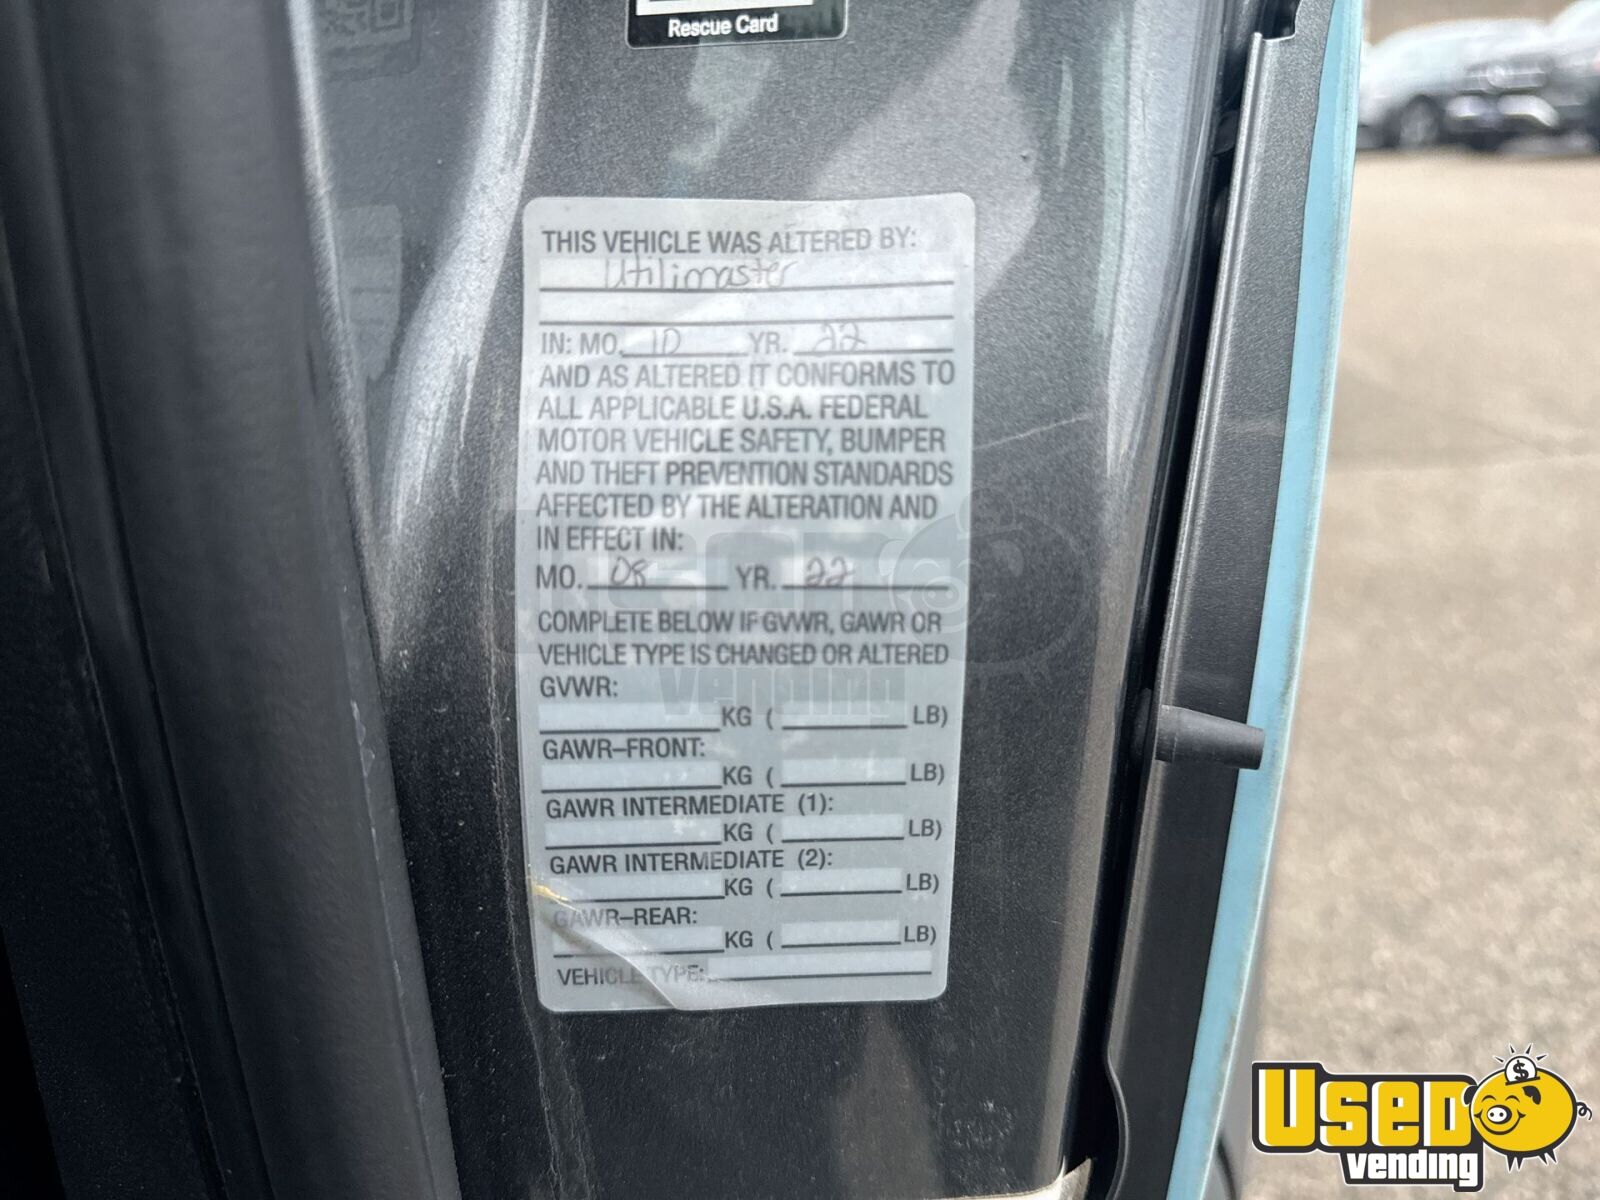 Rescue Card
THIS VEHICLE WAS ALTERED BY:
Utilimaster
IN: MO. 10 YR. 22
AND AS ALTERED IT CONFORMS TO
ALL APPLICABLE U.S.A. FEDERAL
MOTOR VEHICLE SAFETY, BUMPER
AND THEFT PREVENTION STANDARDS
AFFECTED BY THE ALTERATION AND
IN EFFECT IN:
MO. 08 YR. 22
COMPLETE BELOW IF GVWR, GAWR OR
VEHICLE TYPE IS CHANGED OR ALTERED
GVWR:
KG ( LB)
GAWR–FRONT:
KG ( LB)
GAWR INTERMEDIATE (1):
KG ( LB)
GAWR INTERMEDIATE (2):
KG ( LB)
GAWR–REAR:
KG ( LB)
VEHICLE TYPE:
vending
USED
vending